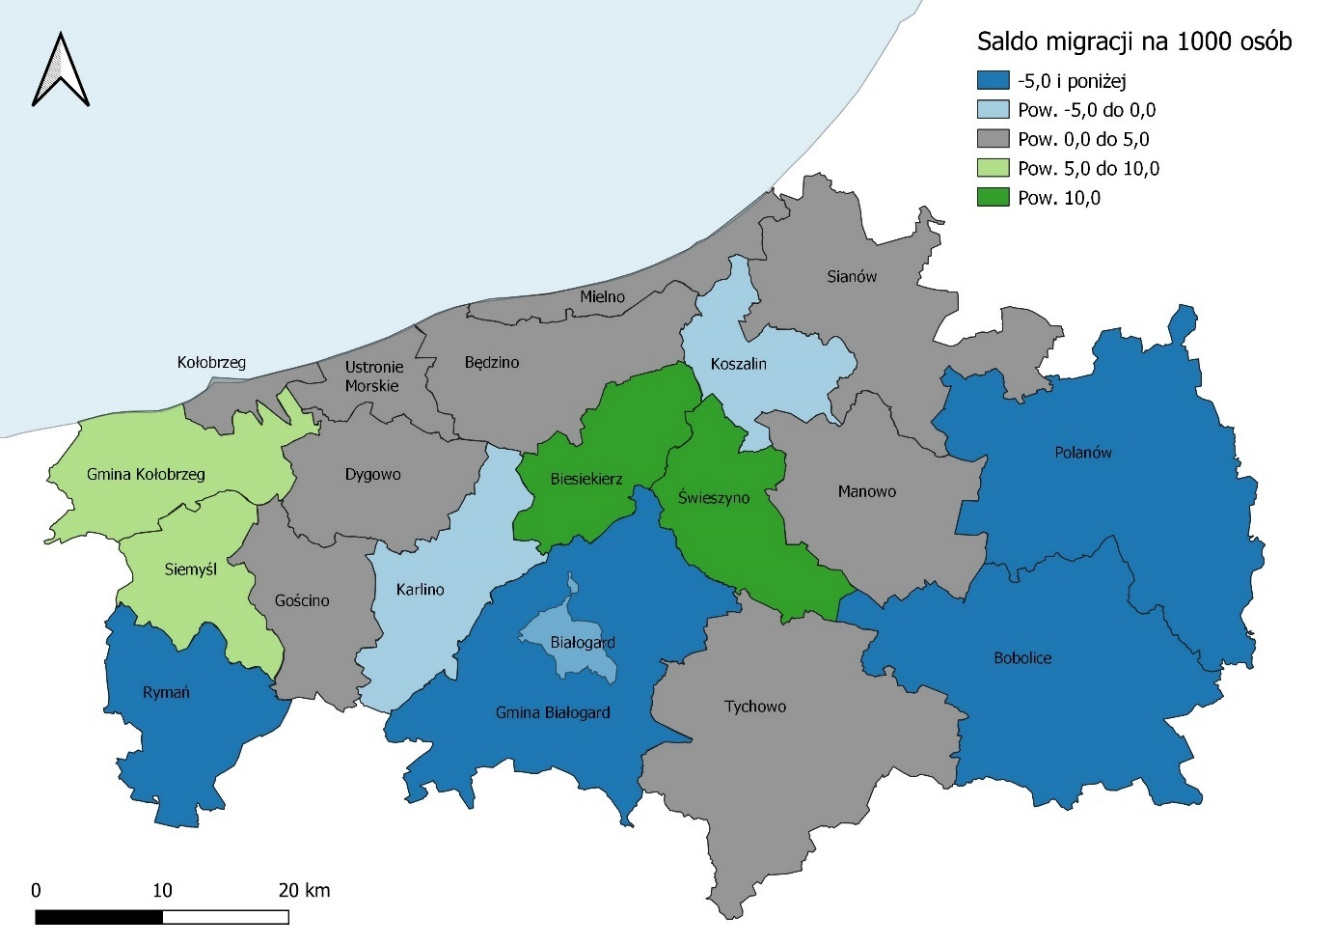 Saldo migracji na 1000 osób
-5,0 i poniżej
Pow. -5,0 do 0,0
Pow. 0,0 do 5,0
Pow. 5,0 do 10,0
Pow. 10,0
Sianów
Mielno
Kołobrzeg
Ustronie
Morskie
Będzino
Koszalin
Polanów
Gmina Kołobrzeg
Dygowo
Biesiekierz
Świeszyno
Manowo
Siemyśl
Gościno
Karlino
Białogard
Bobolice
Rymań
Gmina Białogard
Tychowo
0 10 20 km